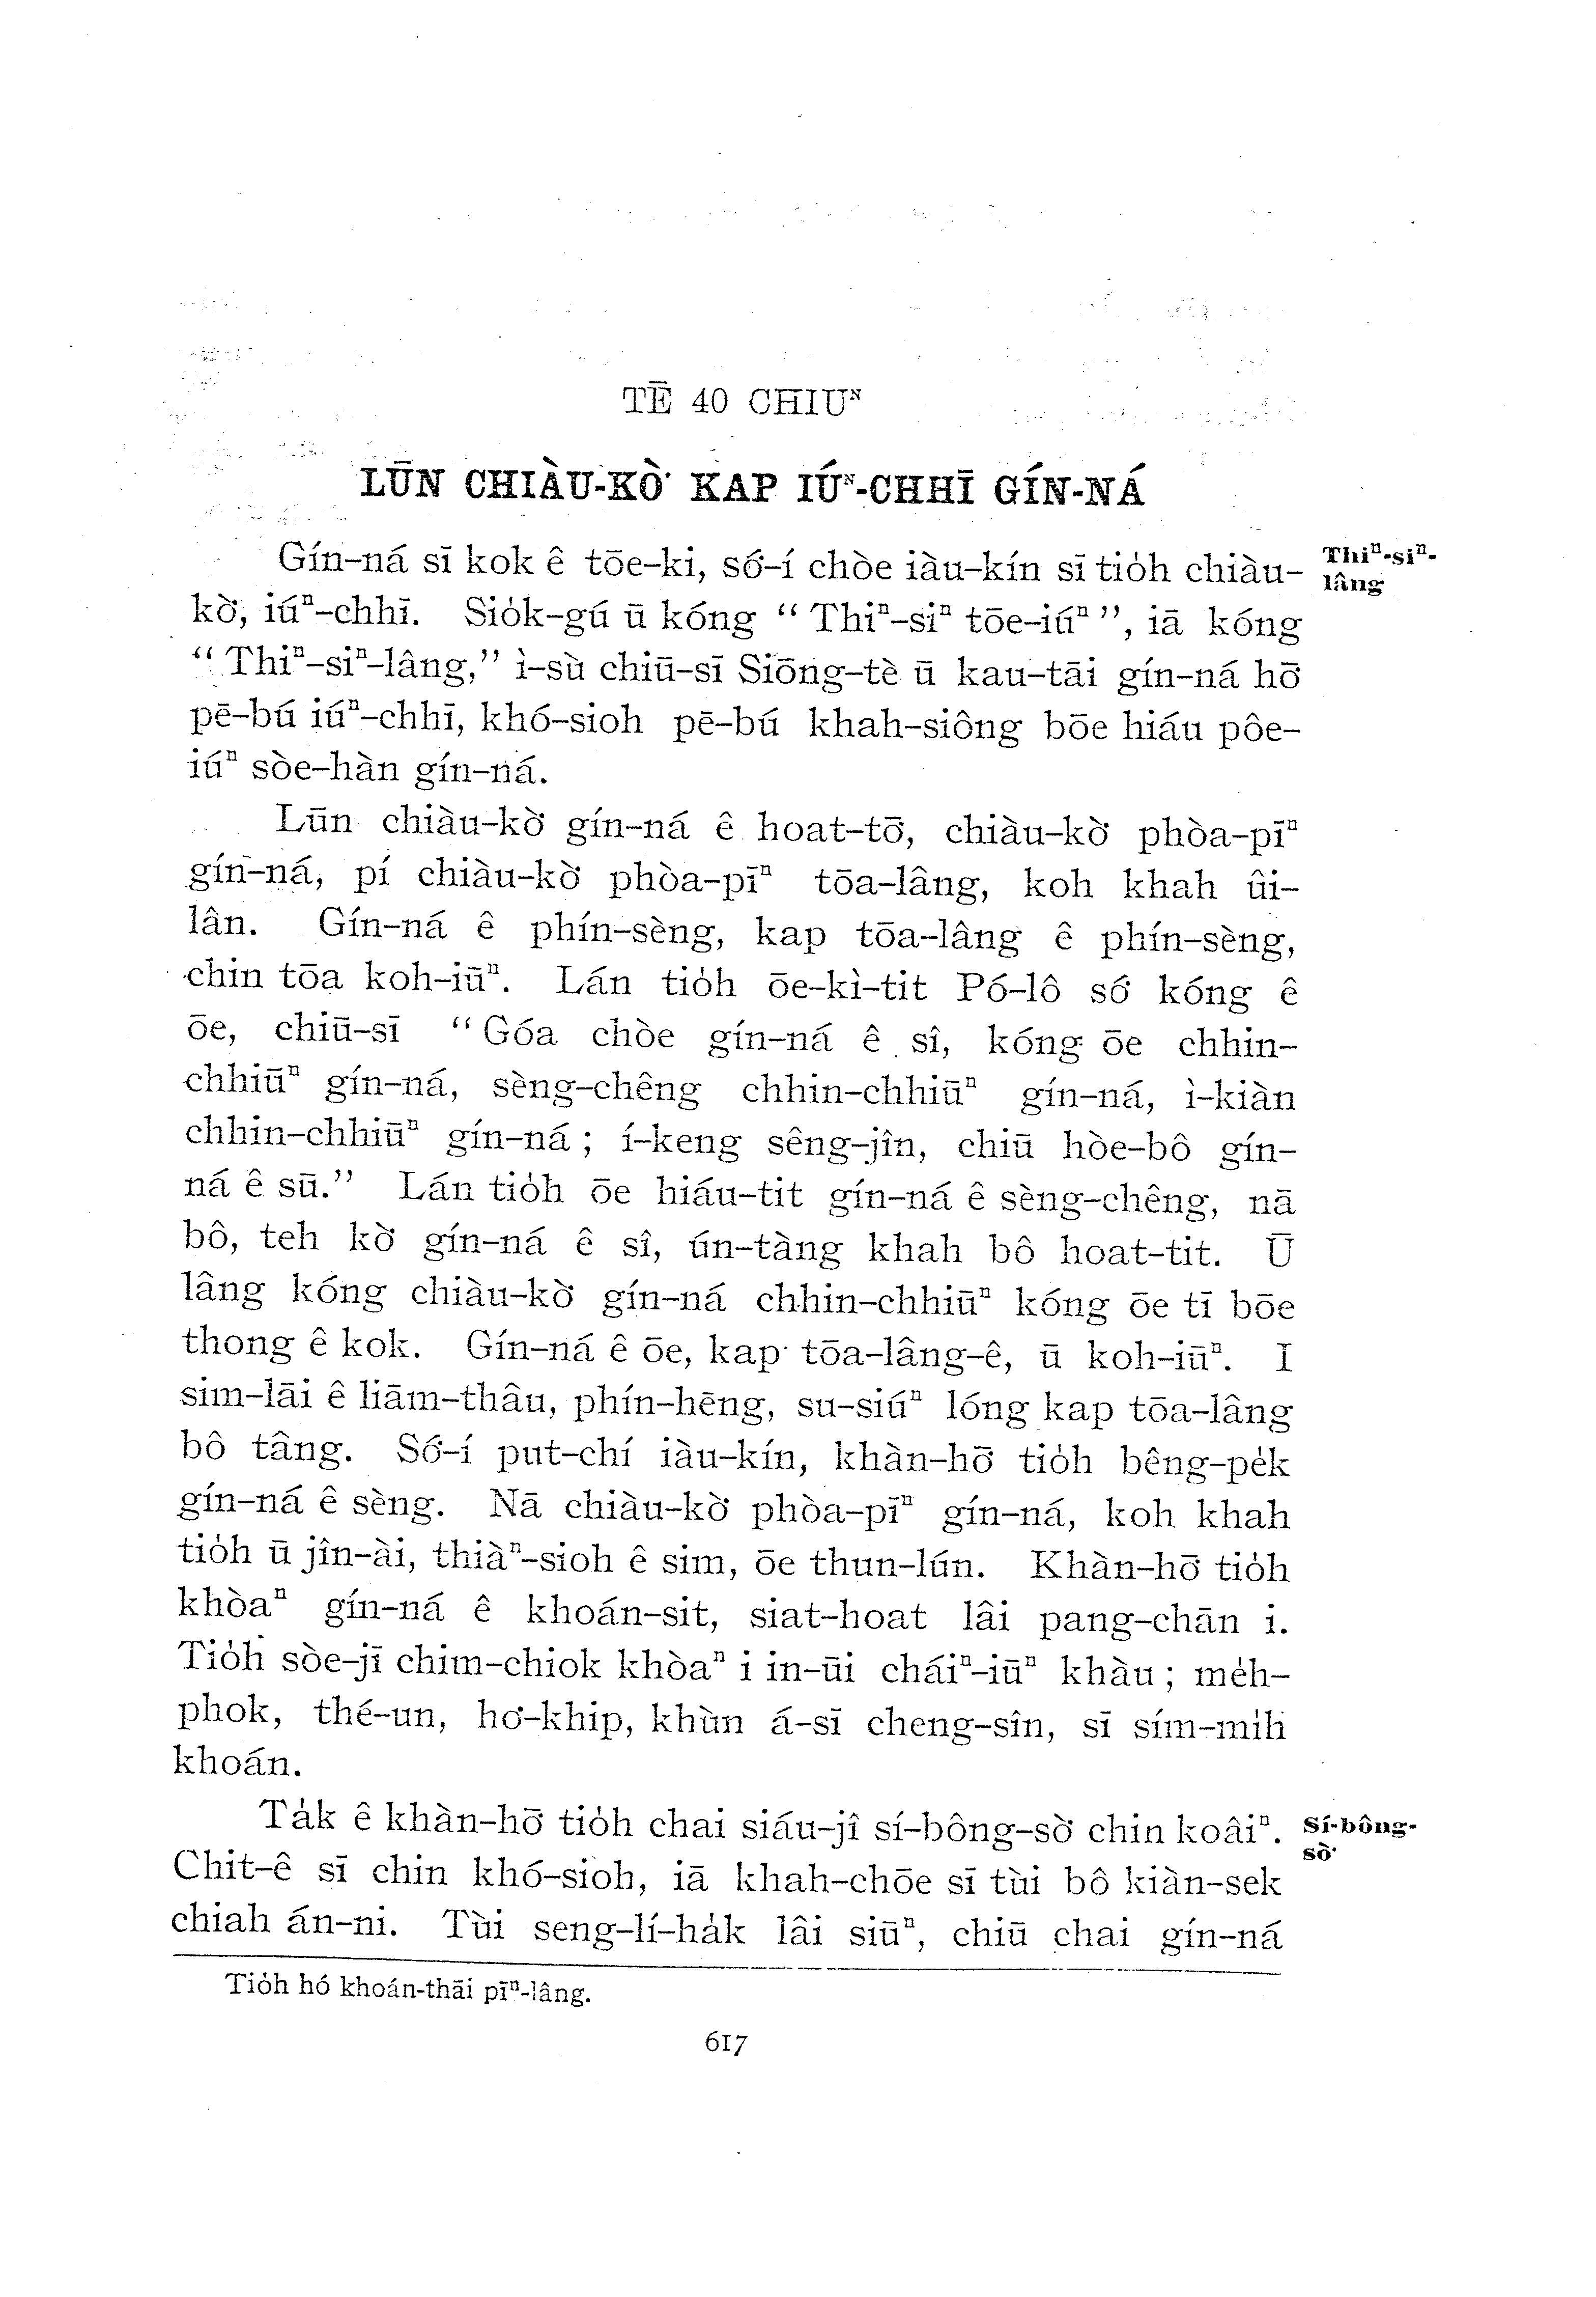 TĒ 40 CHIUᴺ
LŪN CHIÀU-KÒ͘ KAP IÚᴺ-CHHĪ GÍN-NÁ
Gín-ná sī kok ê tōe-ki, só͘-í chòe iàu-kín sī tio̍h chiàu-
kò͘, iúⁿ-chhī. Sio̍k-gú ū kóng “Thiⁿ-siⁿ tōe-iúⁿ”, iā kóng
“Thiⁿ-siⁿ-lâng,” ì-sù chiū-sī Siōng-tè ū kau-tāi gín-ná hō͘
pē-bú iúⁿ-chhī, khó-sioh pē-bú khah-siông bōe hiáu pôe-
iúⁿ sòe-hàn gín-ná.
Thiⁿ-siⁿ-
lâng
Lūn chiàu-kò͘ gín-ná ê hoat-tō͘, chiàu-kò͘ phòa-pīⁿ
gín-ná, pí chiàu-kò͘ phòa-pīⁿ tōa-lâng, koh khah ûi-
lân. Gín-ná ê phín-sèng, kap tōa-lâng ê phín-sèng,
chin tōa koh-iūⁿ. Lán tio̍h ōe-kì-tit Pó-lô só͘ kóng ê
ōe, chiū-sī “Góa chòe gín-ná ê sî, kóng ōe chhin-
chhiūⁿ gín-ná, sèng-chêng chhin-chhiūⁿ gín-ná, ì-kiàn
chhin-chhiūⁿ gín-ná; í-keng sêng-jîn, chiū hòe-bô gín-
ná ê sū.” Lán tio̍h ōe hiáu-tit gín-ná ê sèng-chêng, nā
bô, teh kò͘ gín-ná ê sî, ún-tàng khah bô hoat-tit. Ū
lâng kóng chiàu-kò͘ gín-ná chhin-chhiūⁿ kóng ōe tī bōe
thong ê kok. Gín-ná ê ōe, kap tōa-lâng-ê, ū koh-iūⁿ. I
sim-lāi ê liām-thâu, phín-hēng, su-siúⁿ lóng kap tōa-lâng
bô tâng. Só͘-í put-chí iàu-kín, khàn-hō͘ tio̍h bêng-pe̍k
gín-ná ê sèng. Nā chiàu-kò͘ phòa-pīⁿ gín-ná, koh khah
tio̍h ū jîn-ài, thiàⁿ-sioh ê sim, ōe thun-lún. Khàn-hō͘ tio̍h
khòaⁿ gín-ná ê khoán-sit, siat-hoat lâi pang-chān i.
Tio̍h sòe-jī chim-chiok khòaⁿ i in-ūi cháiⁿ-iūⁿ khàu; me̍h-
phok, thé-un, ho͘-khip, khùn á-sī cheng-sîn, sī sím-mi̍h
khoán.
Ta̍k ê khàn-hō͘ tio̍h chai siáu-jî sí-bông-sò͘ chin koâiⁿ.
Chit-ê sī chin khó-sioh, iā khah-chōe sī tùi bô kiàn-sek
chiah án-ni. Tùi seng-lí-ha̍k lâi siūⁿ, chiū chai gín-ná
Sí-bông-
sò͘
Tio̍h hó khoán-thāi pīⁿ-lâng.
617